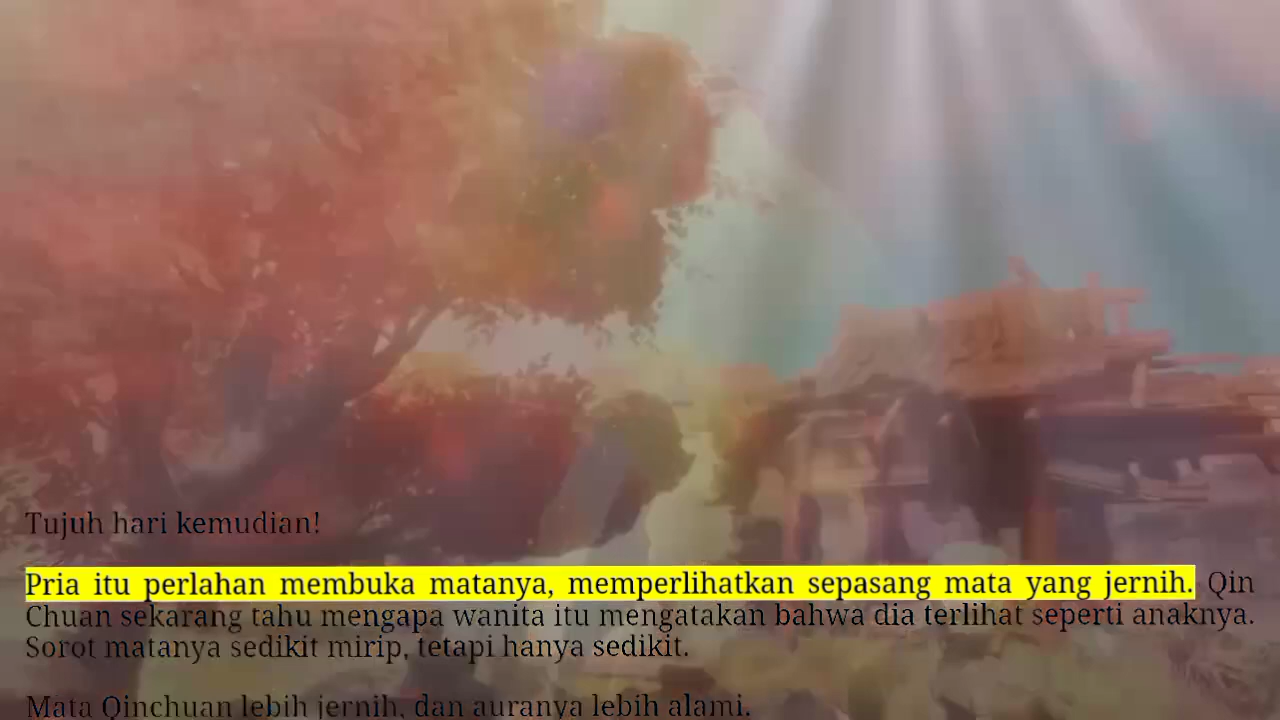 Tujuh hari kemudian!
Pria itu perlahan membuka matanya, memperlihatkan sepasang mata yang jernih. Qin
Chuan sekarang tahu mengapa wanita itu mengatakan bahwa dia terlihat seperti anaknya.
Sorot matanya sedikit mirip, tetapi hanya sedikit.
Mata Qinchuan lebih jernih, dan auranya lebih alami.